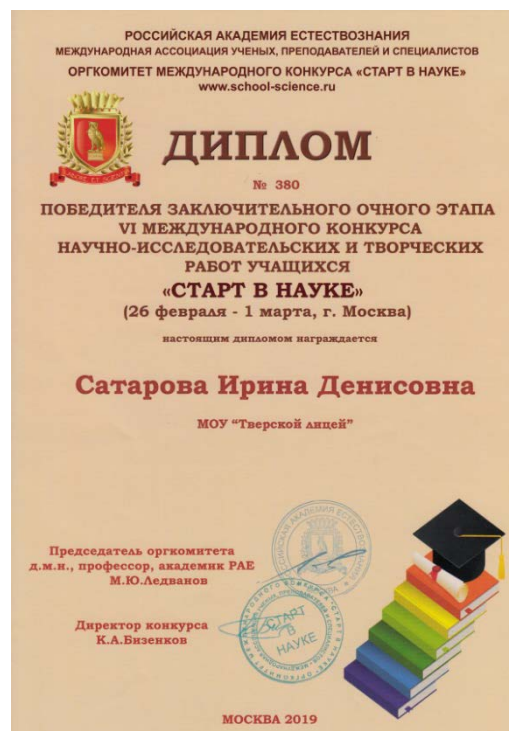 РОССИЙСКАЯ АКАДЕМИЯ ЕСТЕСТВОЗНАНИЯ
МЕЖДУНАРОДНАЯ АССОЦИАЦИЯ УЧЕНЫХ, ПРЕПОДАВАТЕЛЕЙ И СПЕЦИАЛИСТОВ
ОРГКОМИТЕТ МЕЖДУНАРОДНОГО КОНКУРСА «СТАРТ В НАУКЕ»
www.school-science.ru
ДИПЛОМ
№ 380
ПОБЕДИТЕЛЯ ЗАКЛЮЧИТЕЛЬНОГО ОЧНОГО ЭТАПА
VI МЕЖДУНАРОДНОГО КОНКУРСА
НАУЧНО-ИССЛЕДОВАТЕЛЬСКИХ И ТВОРЧЕСКИХ
РАБОТ УЧАЩИХСЯ
«СТАРТ В НАУКЕ»
(26 февраля - 1 марта, г. Москва)
настоящим дипломом награждается
Сатарова Ирина Денисовна
МОУ “Тверской лицей”
Председатель оргкомитета
д.м.н., профессор, академик РАЕ
М.Ю.Ледванов
Директор конкурса
К.А.Бизенков
СТАРТ
В
НАУКЕ
МОСКВА 2019